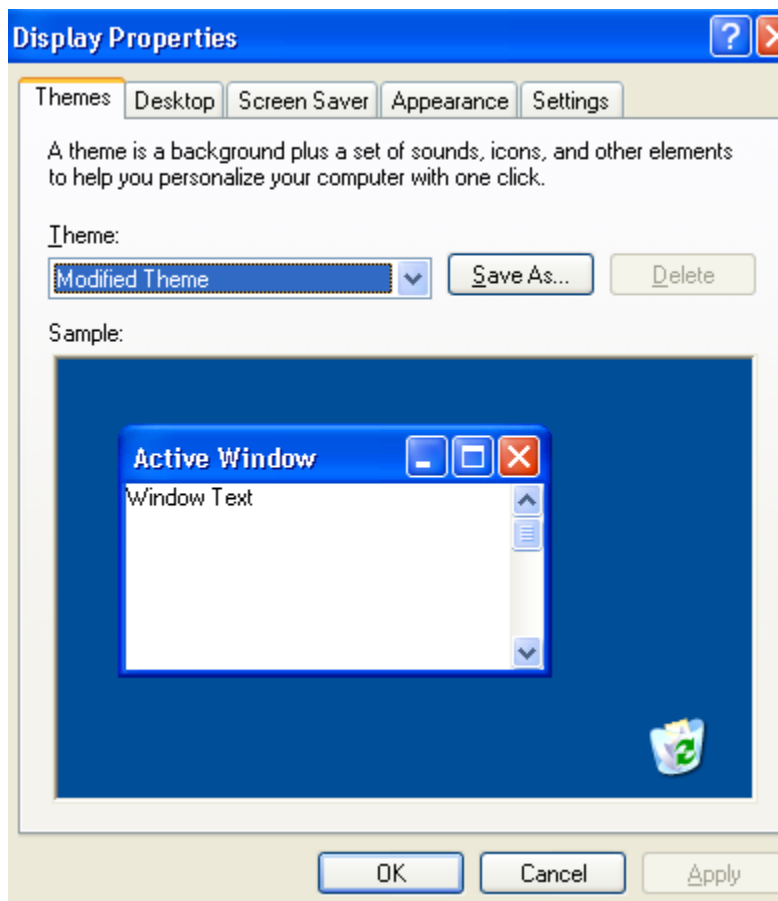 Display Properties
Themes Desktop Screen Saver Appearance Settings
A theme is a background plus a set of sounds, icons, and other elements
to help you personalize your computer with one click.
Theme:
Modified Theme Save As... Delete
Sample:
Active Window
Window Text
OK Cancel Apply